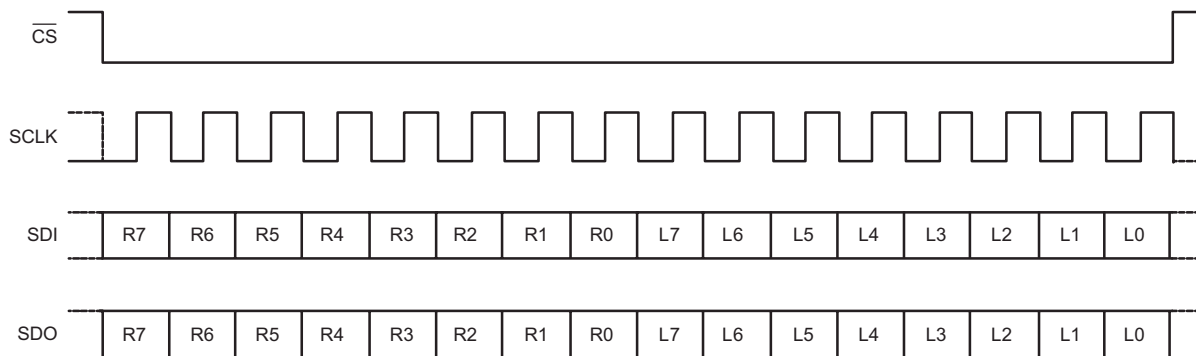 CS
SCLK
SDI R7 R6 R5 R4 R3 R2 R1 R0 L7 L6 L5 L4 L3 L2 L1 L0
SDO R7 R6 R5 R4 R3 R2 R1 R0 L7 L6 L5 L4 L3 L2 L1 L0